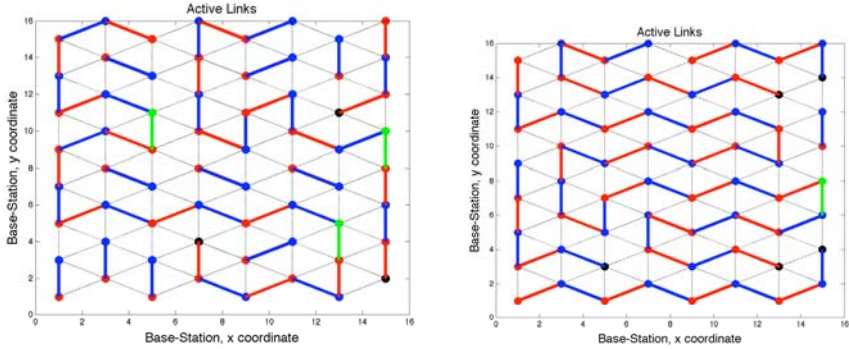 Active Links
16
14
12
10
8
6
4
2
0
Base-Station, y coordinate
0 2 4 6 8 10 12 14 16
Base-Station, x coordinate
Active Links
16
14
12
10
8
6
4
2
0
Base-Station, y coordinate
0 2 4 6 8 10 12 14 16
Base-Station, x coordinate